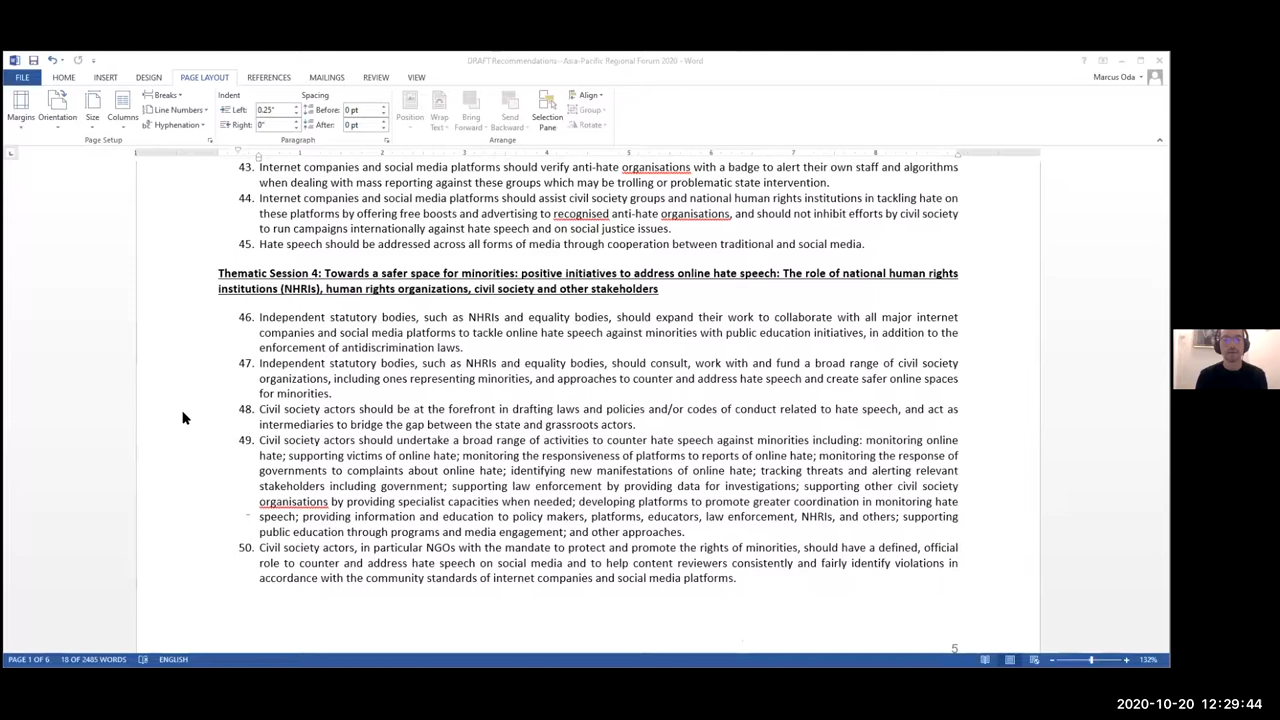 DRAFT Recommendations--Asia-Pacific Regional Forum 2020 - Word
FILE HOME INSERT DESIGN PAGE LAYOUT REFERENCES MAILINGS REVIEW VIEW Marcus Oda
Margins Orientation Size Columns
Breaks
Line Numbers
Hyphenation
Page Setup
Indent
Left: 0.25"
Right: 0"
Spacing
Before: 0 pt
After: 0 pt
Paragraph
Position
Wrap Text
Bring Forward
Send Backward
Selection Pane
Align
Group
Rotate
Arrange
1 1 2 3 4 5 6 7 8
43. Internet companies and social media platforms should verify anti-hate organisations with a badge to alert their own staff and algorithms
when dealing with mass reporting against these groups which may be trolling or problematic state intervention.
44. Internet companies and social media platforms should assist civil society groups and national human rights institutions in tackling hate on
these platforms by offering free boosts and advertising to recognised anti-hate organisations, and should not inhibit efforts by civil society
to run campaigns internationally against hate speech and on social justice issues.
45. Hate speech should be addressed across all forms of media through cooperation between traditional and social media.
Thematic Session 4: Towards a safer space for minorities: positive initiatives to address online hate speech: The role of national human rights
institutions (NHRIs), human rights organizations, civil society and other stakeholders
46. Independent statutory bodies, such as NHRIs and equality bodies, should expand their work to collaborate with all major internet
companies and social media platforms to tackle online hate speech against minorities with public education initiatives, in addition to the
enforcement of antidiscrimination laws.
47. Independent statutory bodies, such as NHRIs and equality bodies, should consult, work with and fund a broad range of civil society
organizations, including ones representing minorities, and approaches to counter and address hate speech and create safer online spaces
for minorities.
48. Civil society actors should be at the forefront in drafting laws and policies and/or codes of conduct related to hate speech, and act as
intermediaries to bridge the gap between the state and grassroots actors.
49. Civil society actors should undertake a broad range of activities to counter hate speech against minorities including: monitoring online
hate; supporting victims of online hate; monitoring the responsiveness of platforms to reports of online hate; monitoring the response of
governments to complaints about online hate; identifying new manifestations of online hate; tracking threats and alerting relevant
stakeholders including government; supporting law enforcement by providing data for investigations; supporting other civil society
organisations by providing specialist capacities when needed; developing platforms to promote greater coordination in monitoring hate
speech; providing information and education to policy makers, platforms, educators, law enforcement, NHRIs, and others; supporting
public education through programs and media engagement; and other approaches.
50. Civil society actors, in particular NGOs with the mandate to protect and promote the rights of minorities, should have a defined, official
role to counter and address hate speech on social media and to help content reviewers consistently and fairly identify violations in
accordance with the community standards of internet companies and social media platforms.
5
PAGE 1 OF 6 18 OF 2485 WORDS ENGLISH 132%
2020-10-20 12:29:44